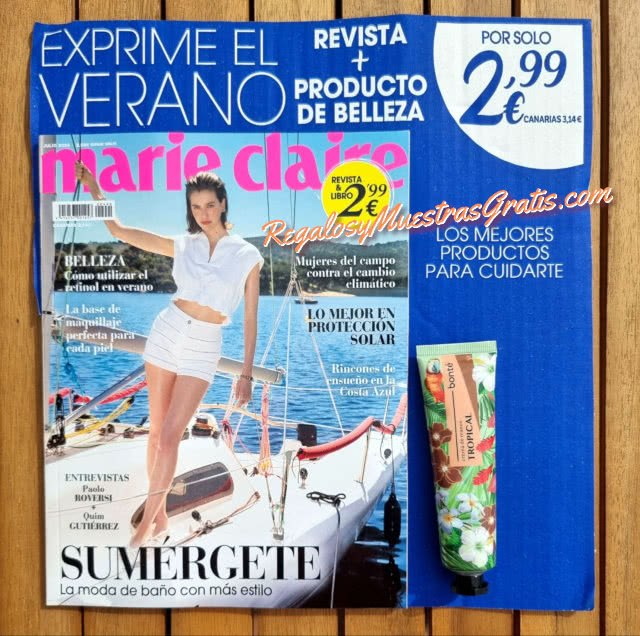 EXPRIME EL
VERANO
REVISTA
+
PRODUCTO
DE BELLEZA
POR SOLO
2,99
€
CANARIAS 3,14 €
JULIO 2024
marie claire
REVISTA
& LIBRO
2'99
€
RegalosyMuestrasGratis.com
LOS MEJORES
PRODUCTOS
PARA CUIDARTE
BELLEZA
Cómo utilizar el
retinol en verano
La base de
maquillaje
perfecta para
cada piel
Mujeres del campo
contra el cambio
climático
LO MEJOR EN
PROTECCIÓN
SOLAR
Rincones de
ensueño en la
Costa Azul
ENTREVISTAS
Paolo
ROVERSI
+
Quim
GUTIÉRREZ
SUMÉRGETE
La moda de baño con más estilo
bonté
TROPICAL